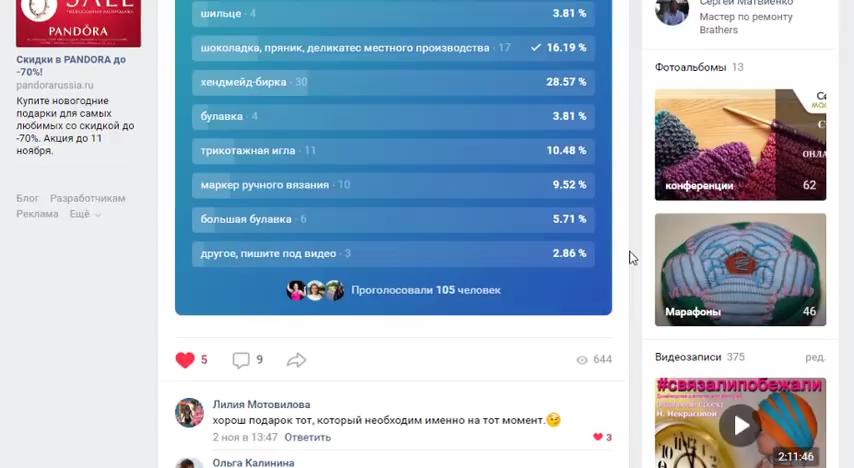 SALE
PANDÖRA
Скидки в PANDORA до
-70%!
pandorarussia.ru
Купите новогодние
подарки для самых
любимых со скидкой до
-70%. Акция до 11
ноября.
Блог Разработчикам
Реклама Ещё
шильце · 4 3.81 %
шоколадка, пряник, деликатес местного производства · 17 16.19 %
хендмейд-бирка · 30 28.57 %
булавка · 4 3.81 %
трикотажная игла · 11 10.48 %
маркер ручного вязания · 10 9.52 %
большая булавка · 6 5.71 %
другое, пишите под видео · 3 2.86 %
Проголосовали 105 человек
5 9 644
Лилия Мотовилова
хорош подарок тот, который необходим именно на тот момент.
2 ноя в 13:47 Ответить 3
Ольга Калинина
Сергей Матвиенко
Мастер по ремонту
Brathers
Фотоальбомы 13
конференции 62
Марафоны 46
Видеозаписи 375 ред.
#связалипобежали
Н. Некрасовой
2:11:46